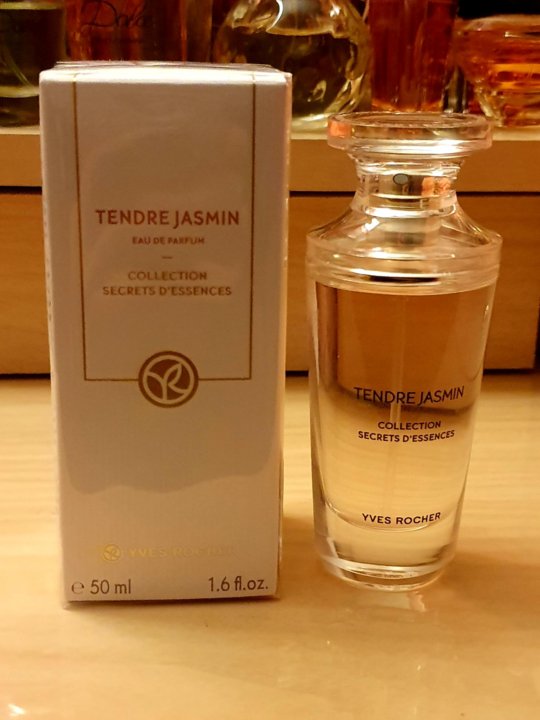 Dolce
TENDRE JASMIN
EAU DE PARFUM
COLLECTION
SECRETS D'ESSENCES
YVES ROCHER
e 50 ml
1.6 fl.oz.
TENDRE JASMIN
COLLECTION
SECRETS D'ESSENCES
YVES ROCHER